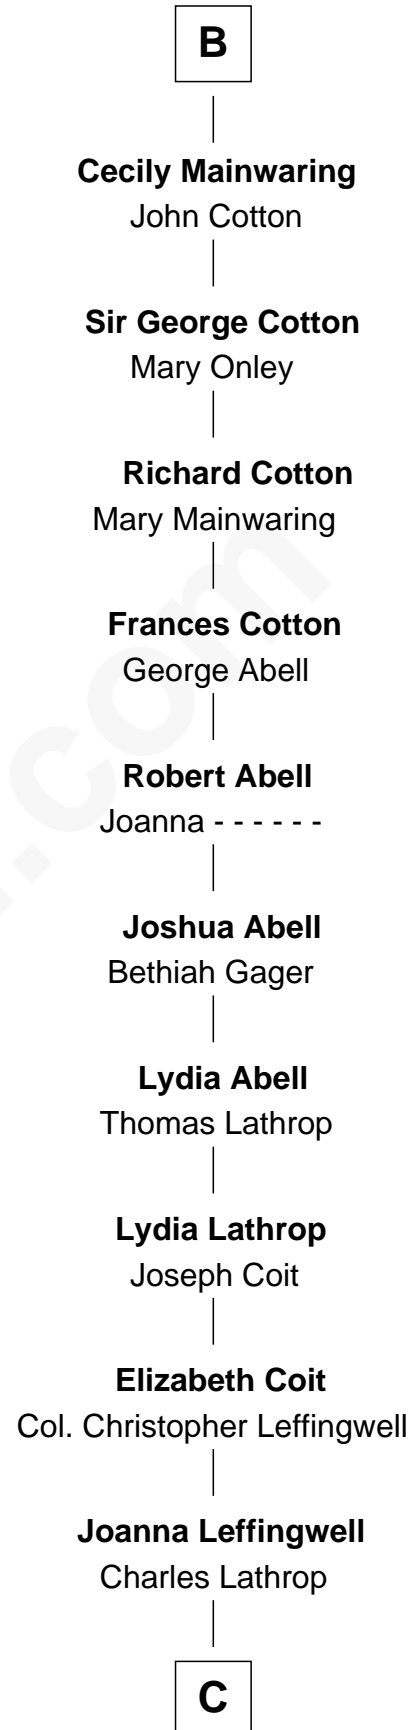 B
Cecily Mainwaring
John Cotton
Sir George Cotton
Mary Onley
Richard Cotton
Mary Mainwaring
Frances Cotton
George Abell
Robert Abell
Joanna - - - - - -
Joshua Abell
Bethiah Gager
Lydia Abell
Thomas Lathrop
Lydia Lathrop
Joseph Coit
Elizabeth Coit
Col. Christopher Leffingwell
Joanna Leffingwell
Charles Lathrop
C